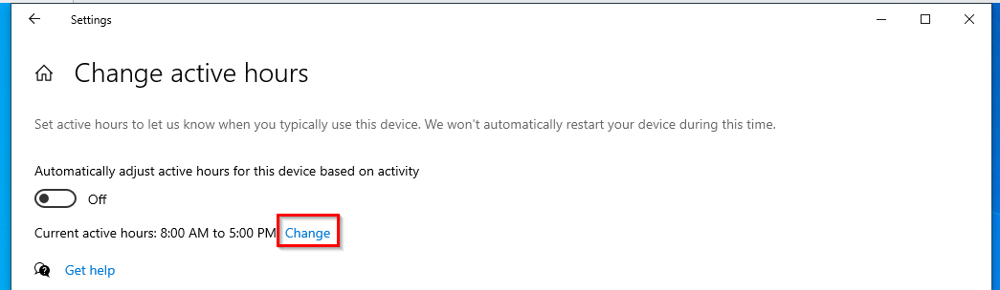 Settings
Change active hours
Set active hours to let us know when you typically use this device. We won't automatically restart your device during this time.
Automatically adjust active hours for this device based on activity
Off
Current active hours: 8:00 AM to 5:00 PM Change
Get help